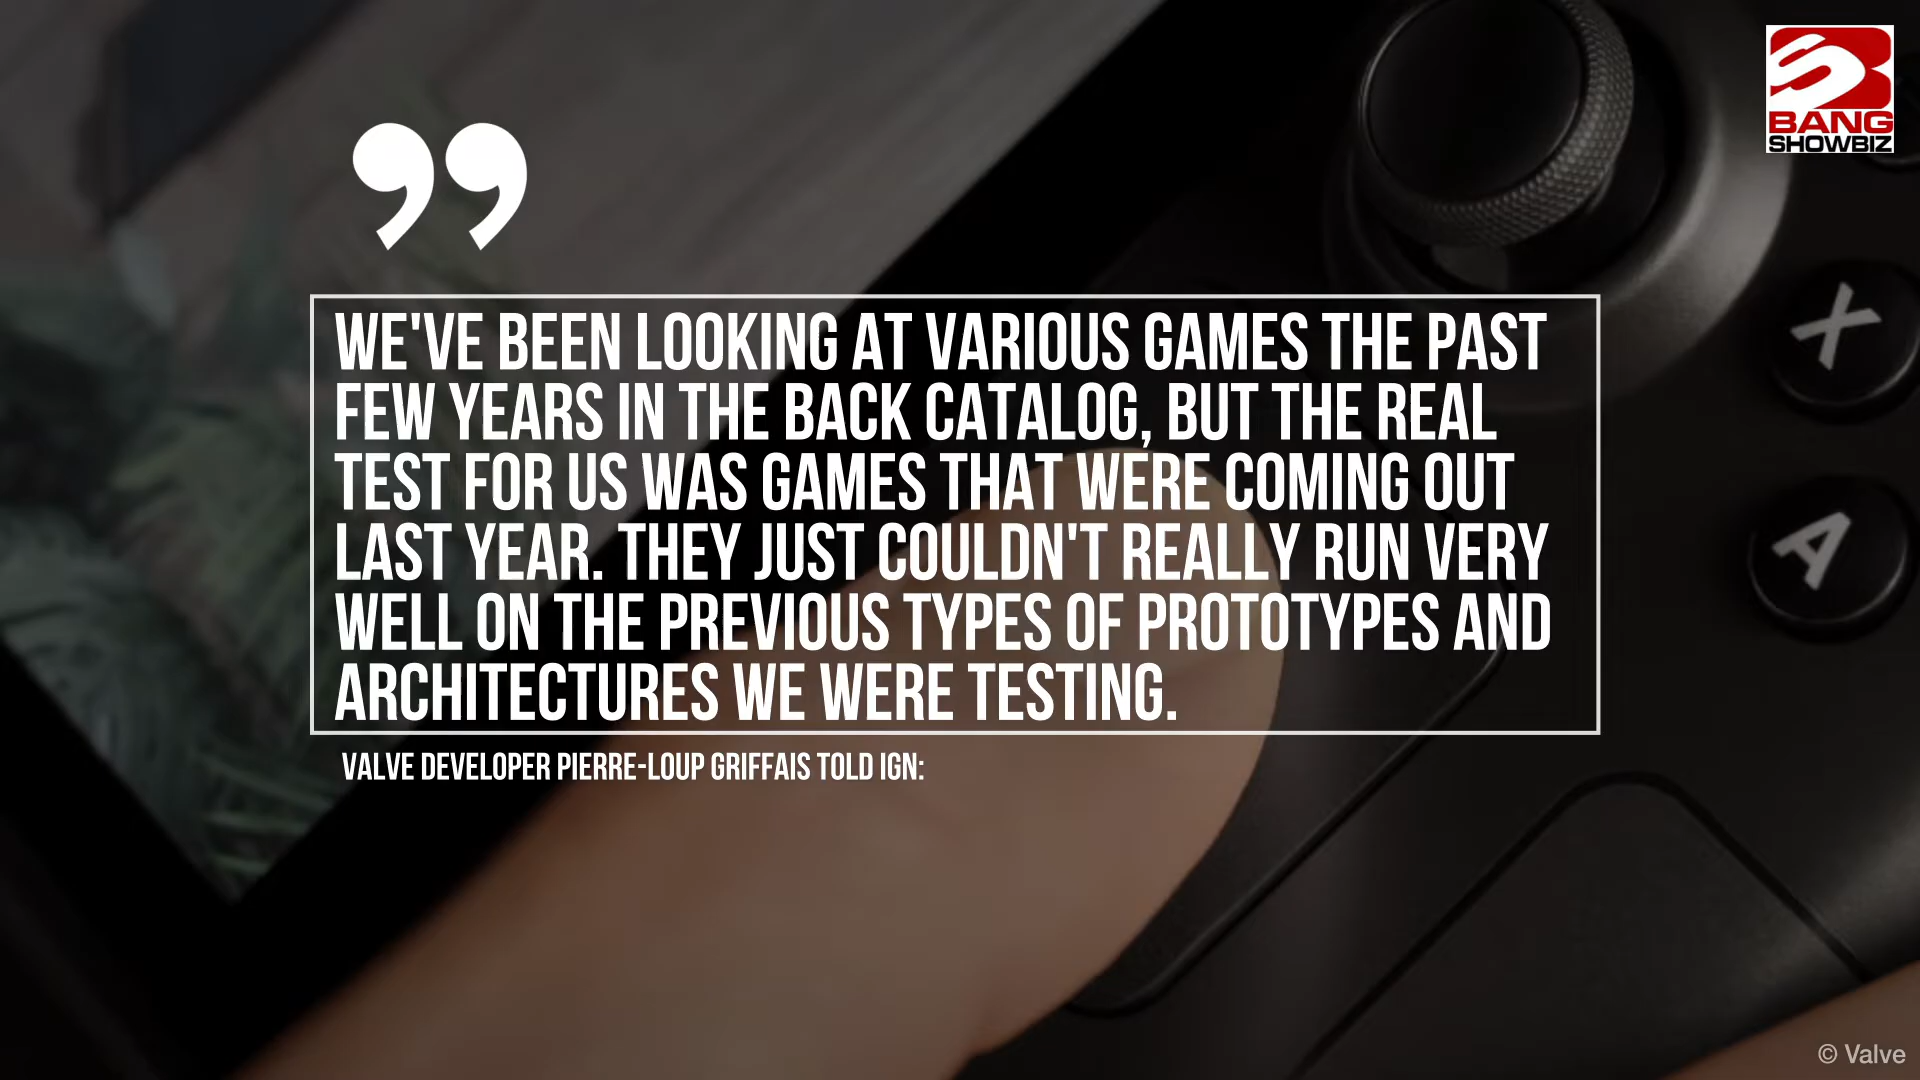 BANG
SHOWBIZ
”
WE'VE BEEN LOOKING AT VARIOUS GAMES THE PAST
FEW YEARS IN THE BACK CATALOG, BUT THE REAL
TEST FOR US WAS GAMES THAT WERE COMING OUT
LAST YEAR. THEY JUST COULDN'T REALLY RUN VERY
WELL ON THE PREVIOUS TYPES OF PROTOTYPES AND
ARCHITECTURES WE WERE TESTING.
VALVE DEVELOPER PIERRE-LOUP GRIFFAIS TOLD IGN:
X
A
© Valve